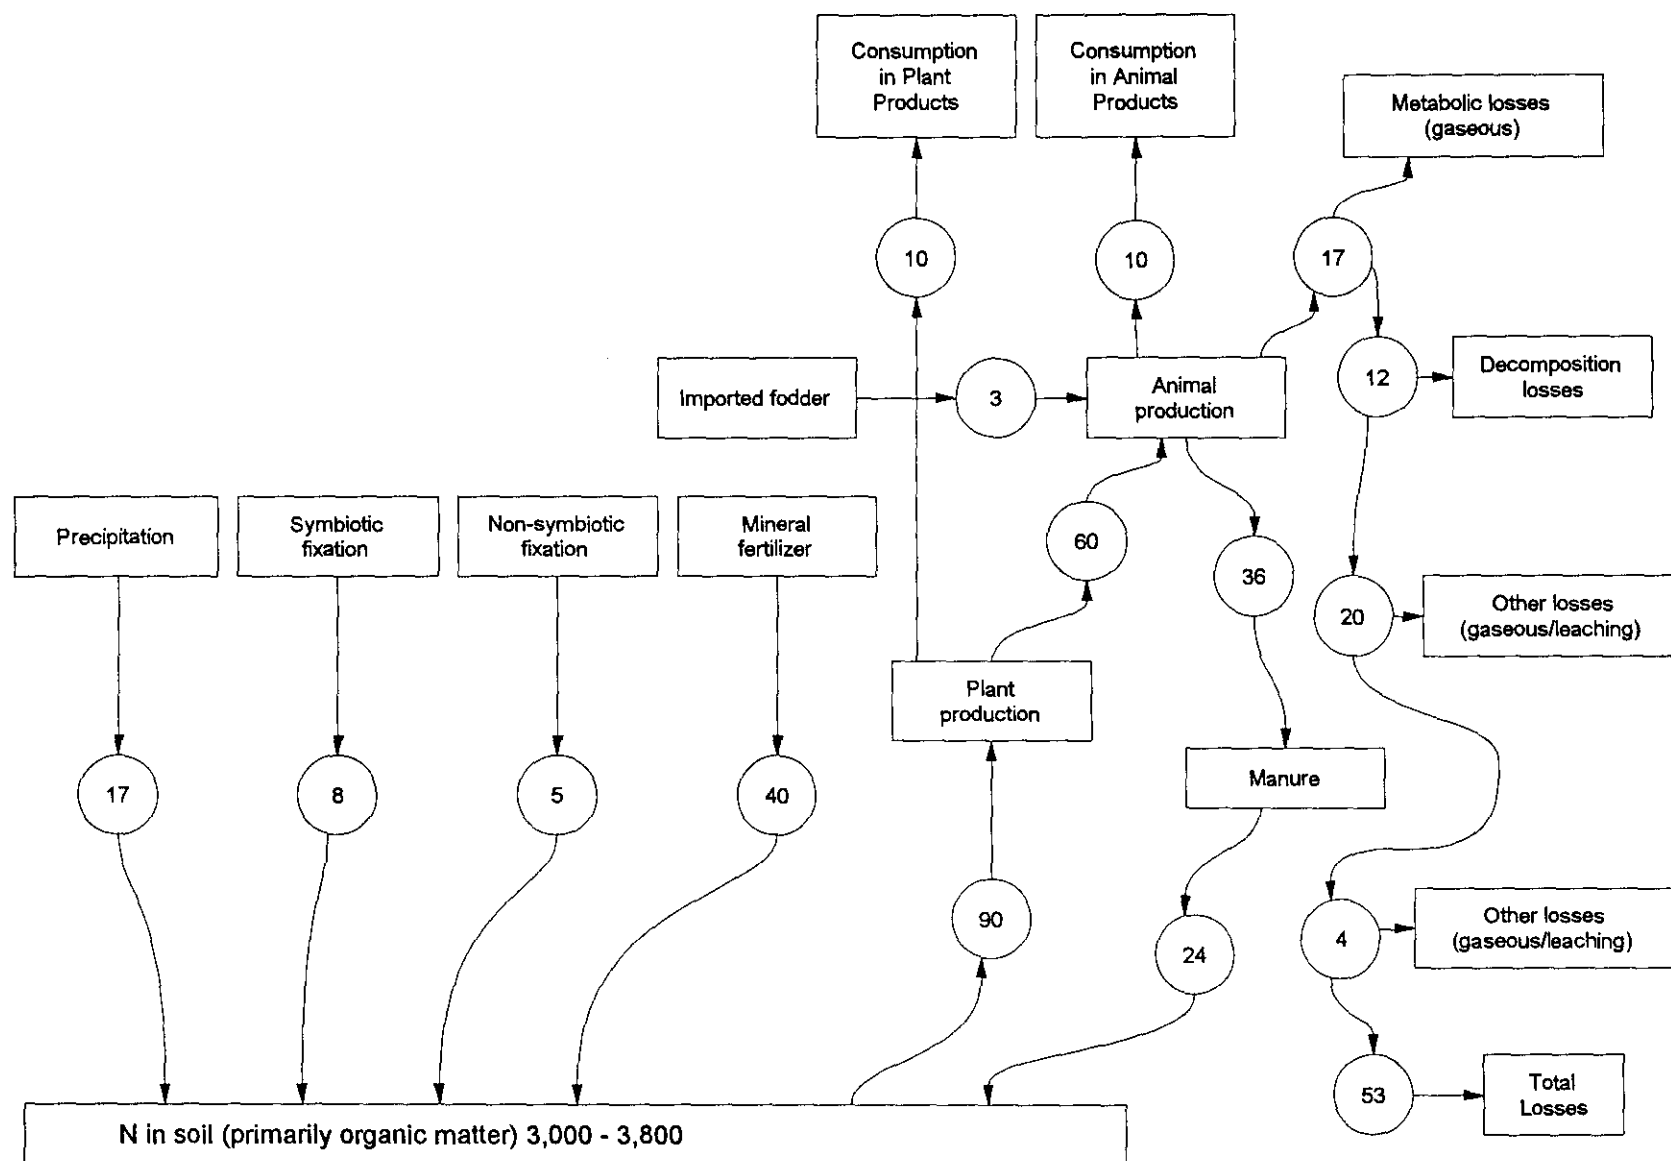 Consumption
in Plant
Products
Consumption
in Animal
Products
Metabolic losses
(gaseous)
10
10
17
Imported fodder
3
Animal
production
12
Decomposition
losses
Precipitation
Symbiotic
fixation
Non-symbiotic
fixation
Mineral
fertilizer
60
36
20
Other losses
(gaseous/leaching)
Plant
production
17
8
5
40
Manure
90
24
4
Other losses
(gaseous/leaching)
53
Total
Losses
N in soil (primarily organic matter) 3,000 - 3,800